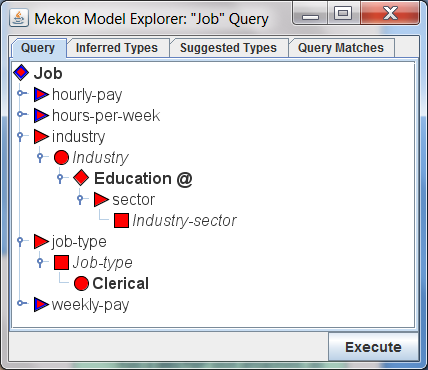 Mekon Model Explorer: "Job" Query
Query Inferred Types Suggested Types Query Matches
Job
hourly-pay
hours-per-week
industry
Industry
Education @
sector
Industry-sector
job-type
Job-type
Clerical
weekly-pay
Execute